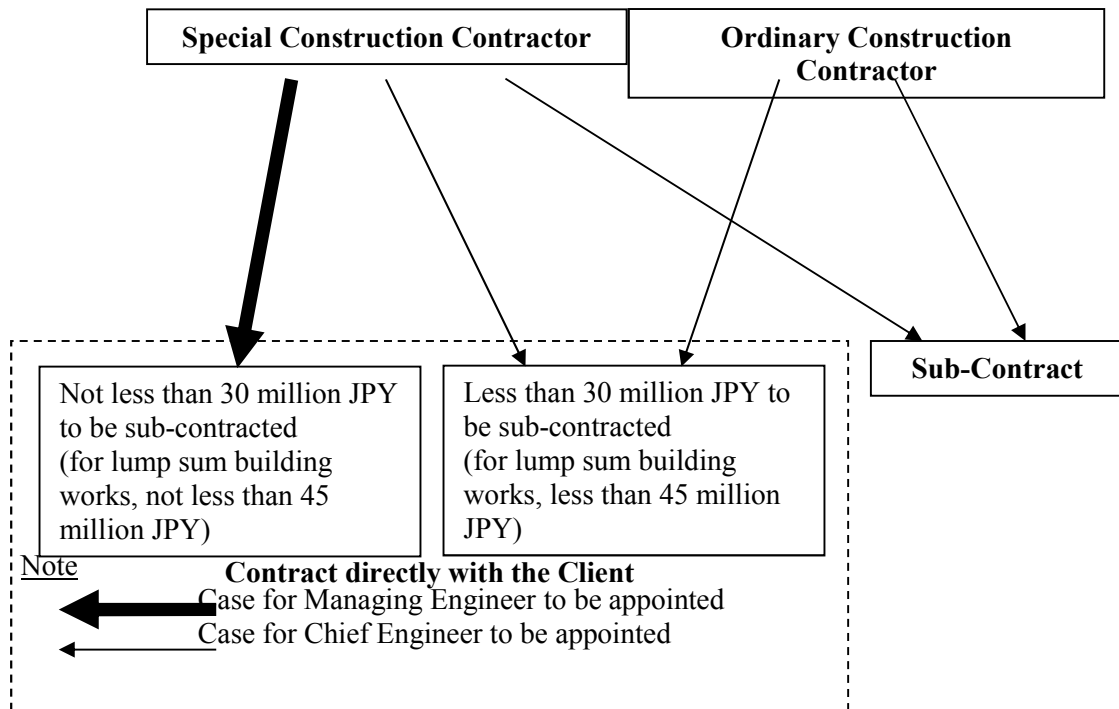 Special Construction Contractor
Ordinary Construction
Contractor
Not less than 30 million JPY
to be sub-contracted
(for lump sum building
works, not less than 45
million JPY)
Less than 30 million JPY to
be sub-contracted
(for lump sum building
works, less than 45 million
JPY)
Sub-Contract
Note
Contract directly with the Client
Case for Managing Engineer to be appointed
Case for Chief Engineer to be appointed